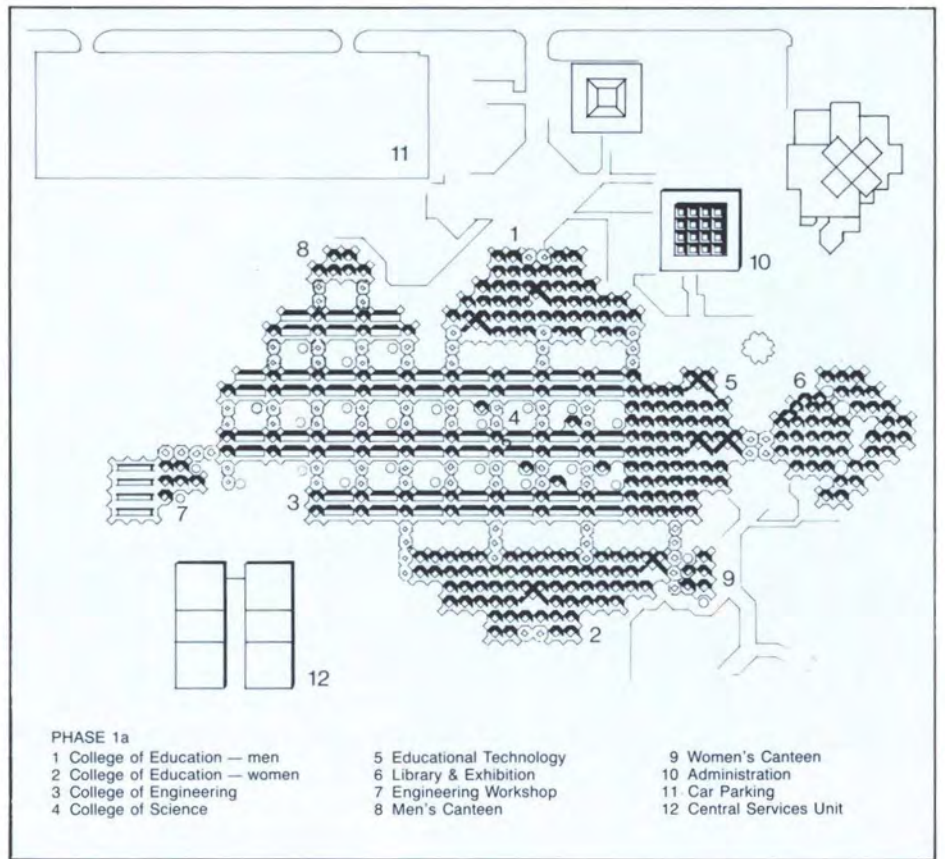 11
10
8
1
5
6
4
3
7
9
2
12
PHASE 1a
1 College of Education — men
2 College of Education — women
3 College of Engineering
4 College of Science
5 Educational Technology
6 Library & Exhibition
7 Engineering Workshop
8 Men's Canteen
9 Women's Canteen
10 Administration
11 Car Parking
12 Central Services Unit